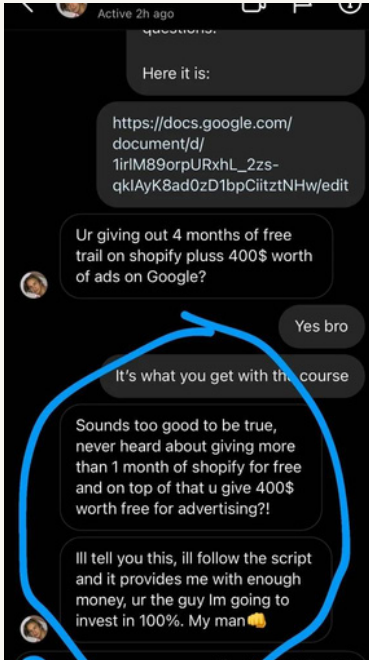 Active 2h ago
questions.
Here it is:
https://docs.google.com/
document/d/
1irlM89orpURxhL_2zs-
qklAyK8ad0zD1bpCiitztNHw/edit
Ur giving out 4 months of free
trail on shopify pluss 400$ worth
of ads on Google?
Yes bro
It's what you get with the course
Sounds too good to be true,
never heard about giving more
than 1 month of shopify for free
and on top of that u give 400$
worth free for advertising?!
Ill tell you this, ill follow the script
and it provides me with enough
money, ur the guy Im going to
invest in 100%. My man👊